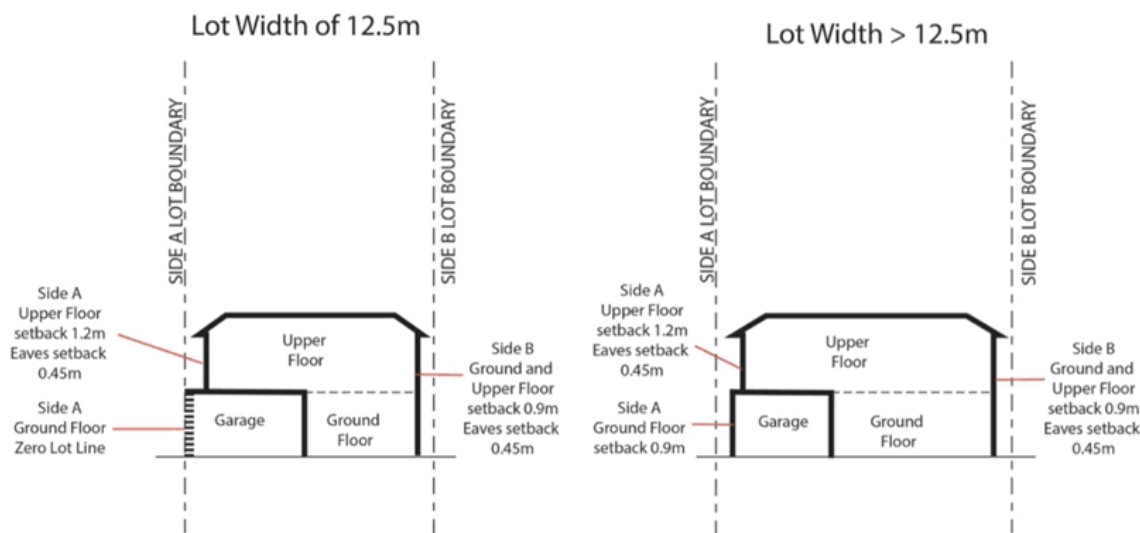 Lot Width of 12.5m
SIDE A LOT BOUNDARY
SIDE B LOT BOUNDARY
Side A
Upper Floor
setback 1.2m
Eaves setback
0.45m
Side A
Ground Floor
Zero Lot Line
Upper
Floor
Garage
Ground
Floor
Side B
Ground and
Upper Floor
setback 0.9m
Eaves setback
0.45m
Lot Width > 12.5m
SIDE A LOT BOUNDARY
SIDE B LOT BOUNDARY
Side A
Upper Floor
setback 1.2m
Eaves setback
0.45m
Side A
Ground Floor
setback 0.9m
Upper
Floor
Garage
Ground
Floor
Side B
Ground and
Upper Floor
setback 0.9m
Eaves setback
0.45m